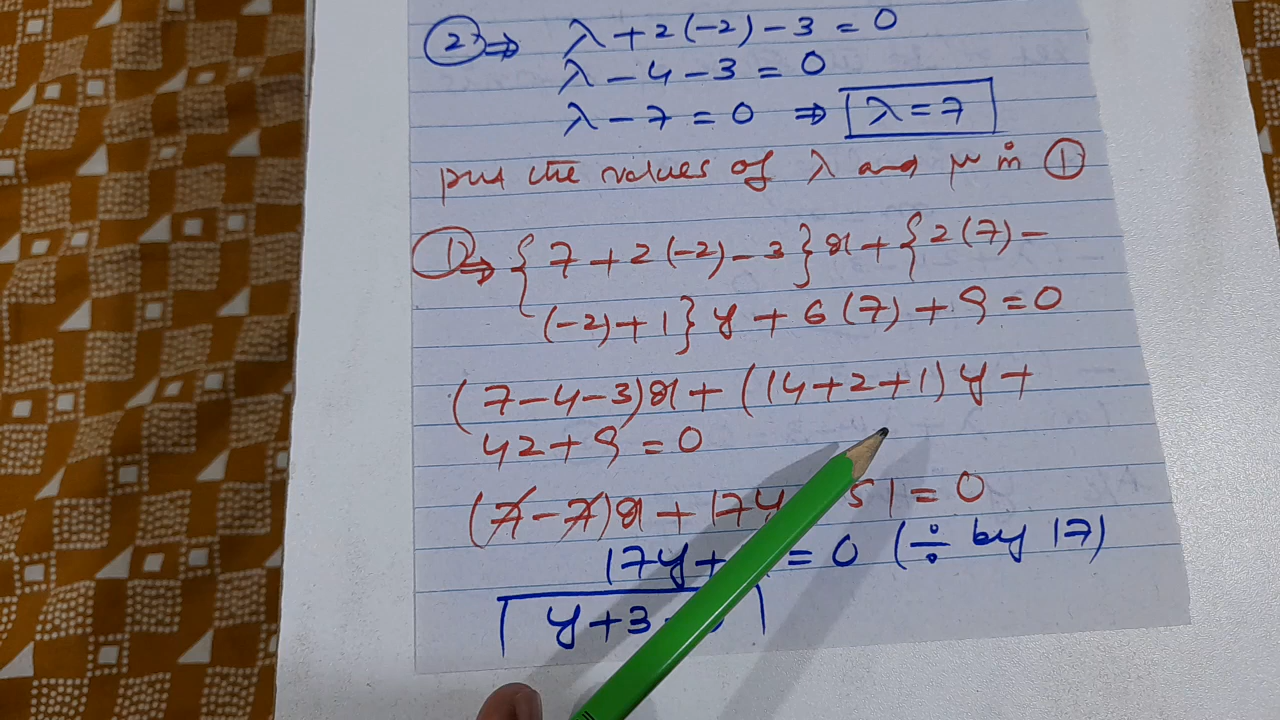 ② ⇒ λ + 2(-2) - 3 = 0
λ - 4 - 3 = 0
λ - 7 = 0 ⇒ λ = 7
put the values of λ and μ in ①
① ⇒ {7 + 2(-2) - 3}x + {2(7) -
(-2) + 1}y + 6(7) + 9 = 0
(7 - 4 - 3)x + (14 + 2 + 1)y +
42 + 9 = 0
(7 - 7)x + 17y 51 = 0
17y + = 0 (÷ by 17)
y + 3